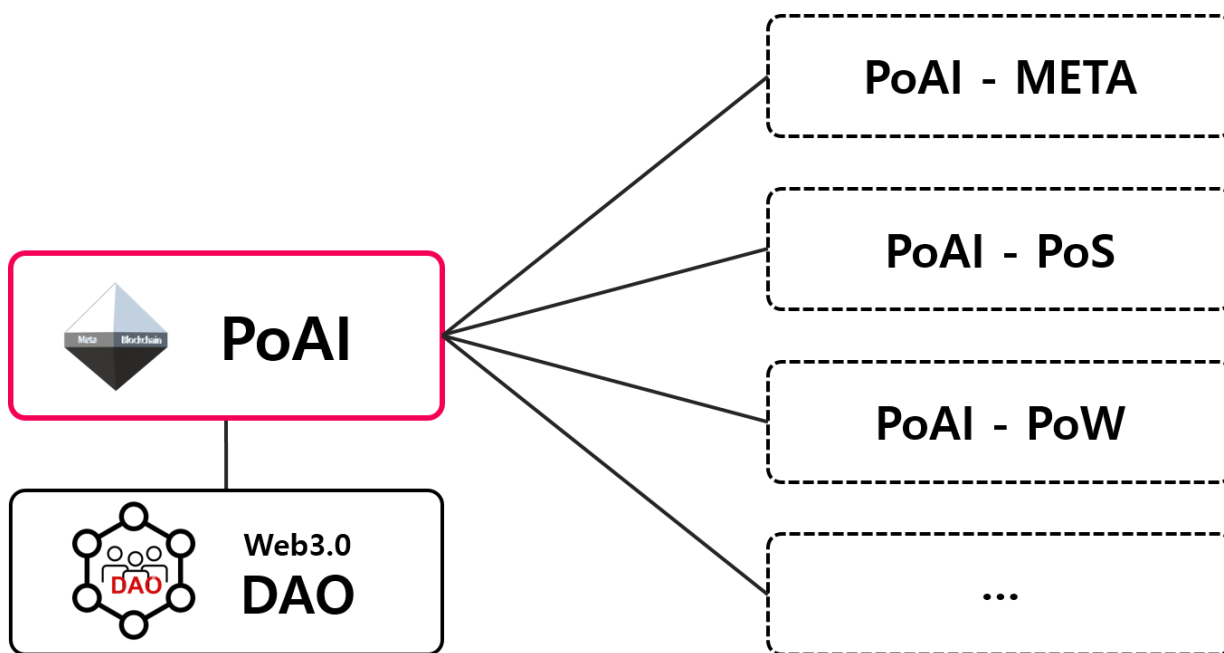 PoAI - META
PoAI - PoS
Meta Blockchain
PoAI
PoAI - PoW
Web3.0
DAO
DAO
...